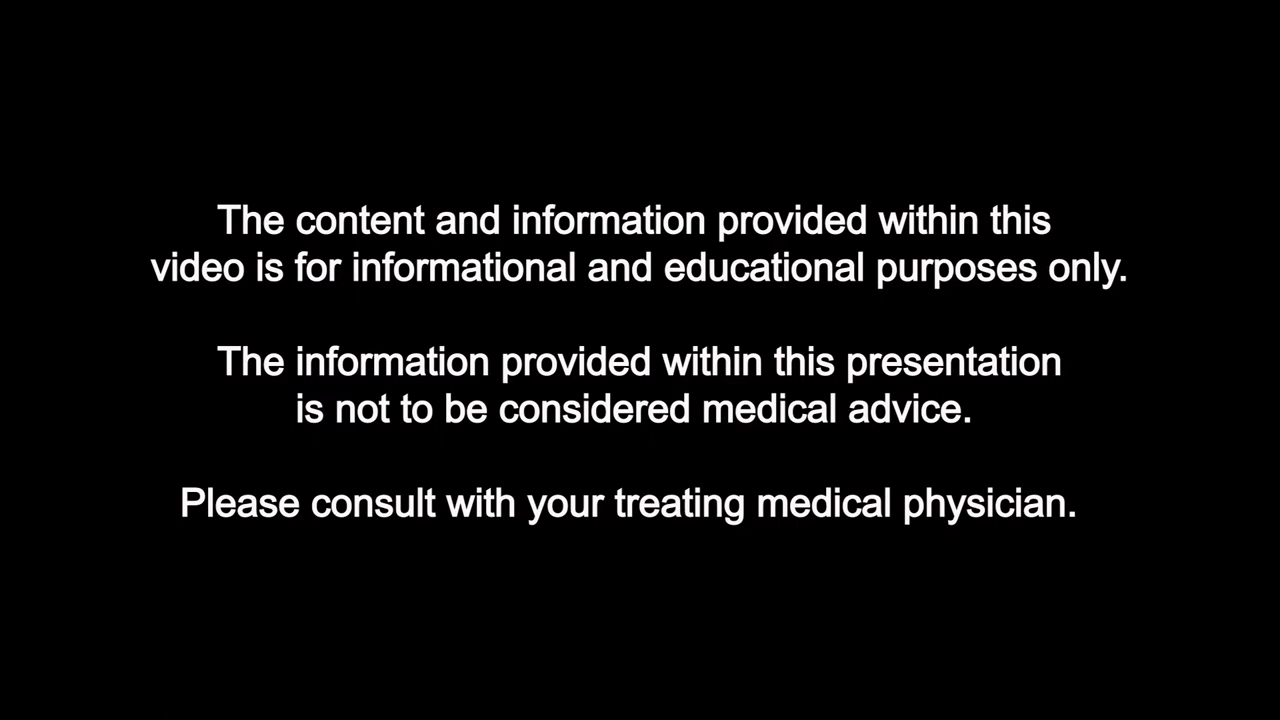 The content and information provided within this
video is for informational and educational purposes only.
The information provided within this presentation
is not to be considered medical advice.
Please consult with your treating medical physician.